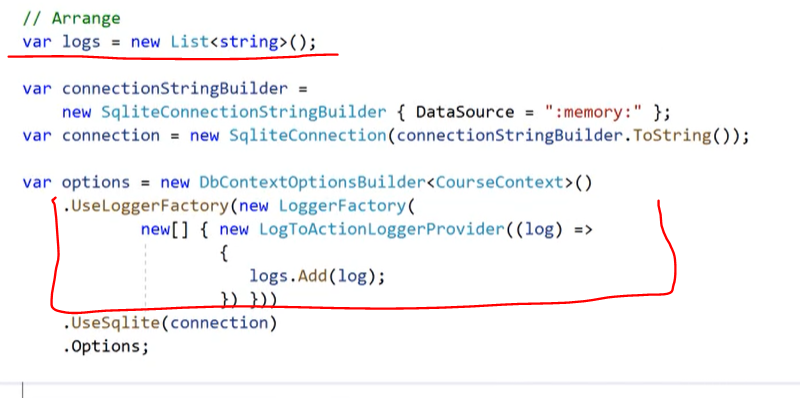 // Arrange
var logs = new List<string>();
var connectionStringBuilder =
new SqliteConnectionStringBuilder { DataSource = ":memory:" };
var connection = new SqliteConnection(connectionStringBuilder.ToString());
var options = new DbContextOptionsBuilder<CourseContext>()
.UseLoggerFactory(new LoggerFactory(
new[] { new LogToActionLoggerProvider((log) =>
{
logs.Add(log);
}) }))
.UseSqlite(connection)
.Options;